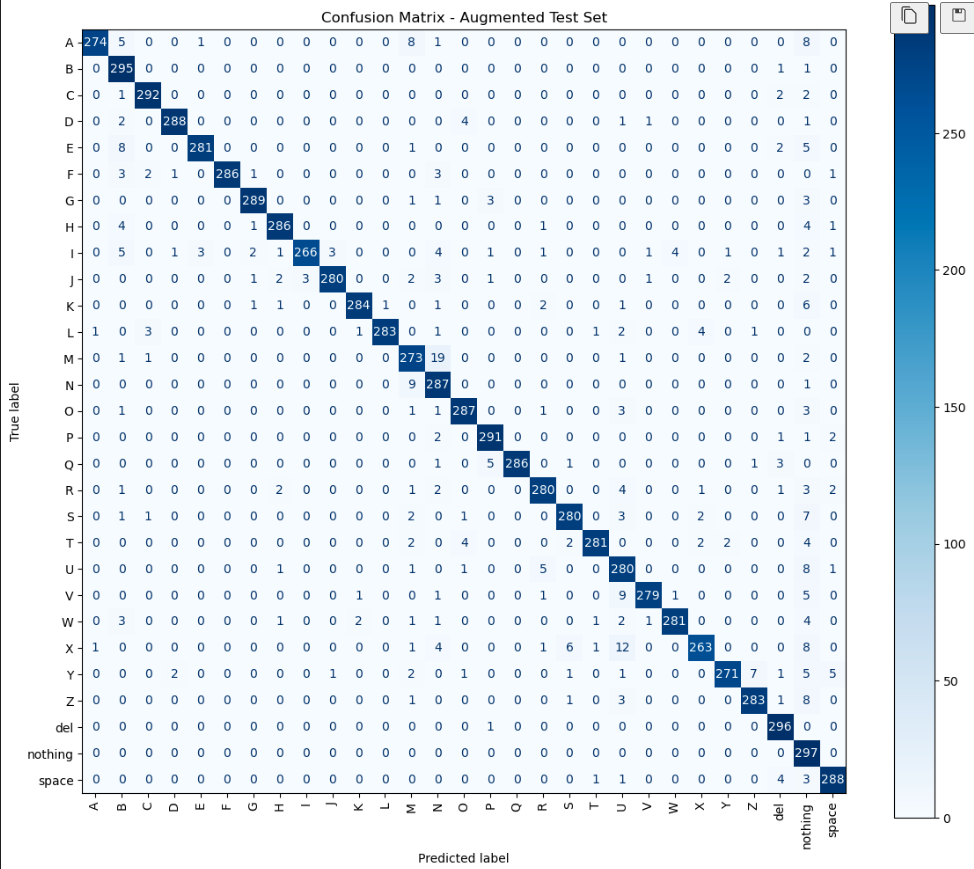 Confusion Matrix - Augmented Test Set
A 274 5 0 0 1 0 0 0 0 0 0 0 8 1 0 0 0 0 0 0 0 0 0 0 0 0 0 8 0
B 0 295 0 0 0 0 0 0 0 0 0 0 0 0 0 0 0 0 0 0 0 0 0 0 0 0 1 1 0
C 0 1 292 0 0 0 0 0 0 0 0 0 0 0 0 0 0 0 0 0 0 0 0 0 0 0 2 2 0
D 0 2 0 288 0 0 0 0 0 0 0 0 0 0 4 0 0 0 0 0 1 1 0 0 0 0 0 1 0
E 0 8 0 0 281 0 0 0 0 0 0 0 1 0 0 0 0 0 0 0 0 0 0 0 0 0 2 5 0
F 0 3 2 1 0 286 1 0 0 0 0 0 0 3 0 0 0 0 0 0 0 0 0 0 0 0 0 0 1
G 0 0 0 0 0 0 289 0 0 0 0 0 1 1 0 3 0 0 0 0 0 0 0 0 0 0 0 3 0
H 0 4 0 0 0 0 1 286 0 0 0 0 0 0 0 0 0 1 0 0 0 0 0 0 0 0 0 4 1
I 0 5 0 1 3 0 2 1 266 3 0 0 0 4 0 1 0 1 0 0 0 1 4 0 1 0 1 2 1
J 0 0 0 0 0 0 1 2 3 280 0 0 2 3 0 1 0 0 0 0 0 1 0 0 2 0 0 2 0
K 0 0 0 0 0 0 1 1 0 0 284 1 0 1 0 0 0 2 0 0 1 0 0 0 0 0 0 6 0
L 1 0 3 0 0 0 0 0 0 0 1 283 0 1 0 0 0 0 0 1 2 0 0 4 0 1 0 0 0
M 0 1 1 0 0 0 0 0 0 0 0 0 273 19 0 0 0 0 0 0 1 0 0 0 0 0 0 2 0
N 0 0 0 0 0 0 0 0 0 0 0 0 9 287 0 0 0 0 0 0 0 0 0 0 0 0 0 1 0
O 0 1 0 0 0 0 0 0 0 0 0 0 1 1 287 0 0 1 0 0 3 0 0 0 0 0 0 3 0
P 0 0 0 0 0 0 0 0 0 0 0 0 0 2 0 291 0 0 0 0 0 0 0 0 0 0 1 1 2
Q 0 0 0 0 0 0 0 0 0 0 0 0 0 1 0 5 286 0 1 0 0 0 0 0 0 1 3 0 0
R 0 1 0 0 0 0 0 2 0 0 0 0 1 2 0 0 0 280 0 0 4 0 0 1 0 0 1 3 2
S 0 1 1 0 0 0 0 0 0 0 0 0 2 0 1 0 0 0 280 0 3 0 0 2 0 0 0 7 0
T 0 0 0 0 0 0 0 0 0 0 0 0 2 0 4 0 0 0 2 281 0 0 0 2 2 0 0 4 0
U 0 0 0 0 0 0 0 1 0 0 0 0 1 0 1 0 0 5 0 0 280 0 0 0 0 0 0 8 1
V 0 0 0 0 0 0 0 0 0 0 1 0 0 1 0 0 0 1 0 0 9 279 1 0 0 0 0 5 0
W 0 3 0 0 0 0 0 1 0 0 2 0 1 1 0 0 0 0 0 1 2 1 281 0 0 0 0 4 0
X 1 0 0 0 0 0 0 0 0 0 0 0 1 4 0 0 0 1 6 1 12 0 0 263 0 0 0 8 0
Y 0 0 0 2 0 0 0 0 0 1 0 0 2 0 1 0 0 0 1 0 1 0 0 0 271 7 1 5 5
Z 0 0 0 0 0 0 0 0 0 0 0 0 1 0 0 0 0 0 1 0 3 0 0 0 0 283 1 8 0
del 0 0 0 0 0 0 0 0 0 0 0 0 0 0 0 1 0 0 0 0 0 0 0 0 0 0 296 0 0
nothing 0 0 0 0 0 0 0 0 0 0 0 0 0 0 0 0 0 0 0 0 0 0 0 0 0 0 0 297 0
space 0 0 0 0 0 0 0 0 0 0 0 0 0 0 0 0 0 0 0 1 1 0 0 0 0 0 4 3 288
A B C D E F G H I J K L M N O P Q R S T U V W X Y Z del nothing space
Predicted label
True label
250
200
150
100
50
0